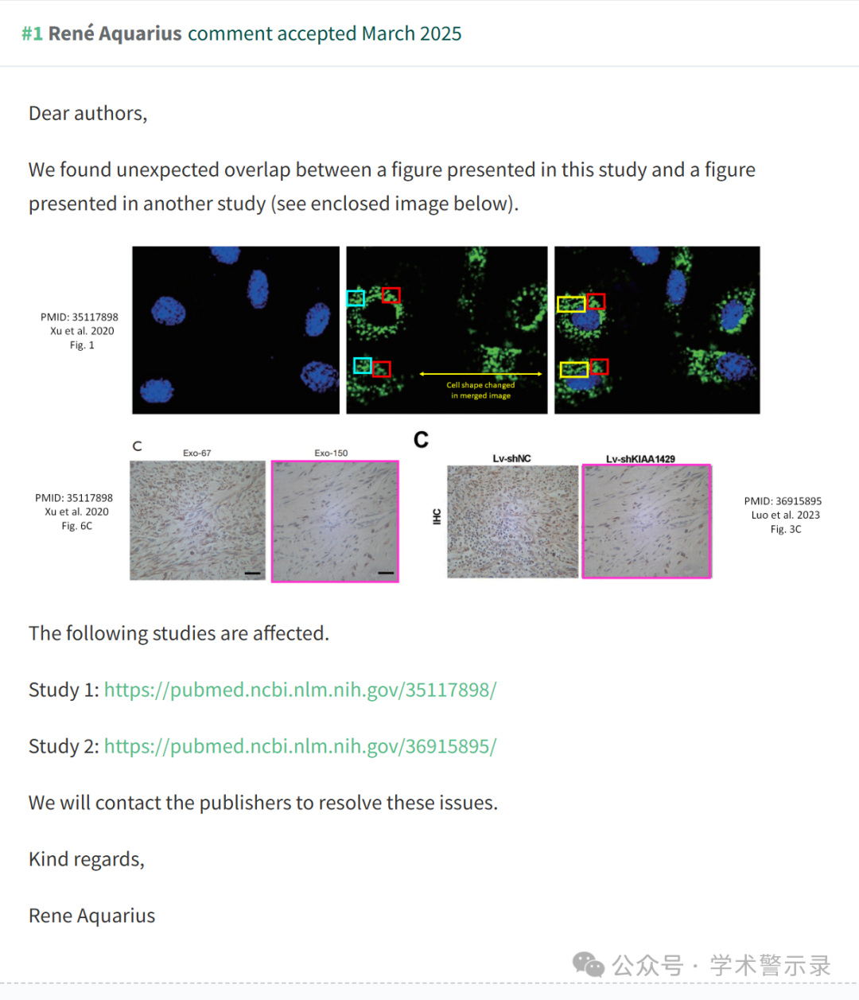 #1 René Aquarius comment accepted March 2025
Dear authors,
We found unexpected overlap between a figure presented in this study and a figure
presented in another study (see enclosed image below).
PMID: 35117898
Xu et al. 2020
Fig. 1
Cell shape changed
in merged image
C
Exo-67
Exo-150
PMID: 35117898
Xu et al. 2020
Fig. 6C
C
Lv-shNC
Lv-shKIAA1429
IHC
PMID: 36915895
Luo et al. 2023
Fig. 3C
The following studies are affected.
Study 1: https://pubmed.ncbi.nlm.nih.gov/35117898/
Study 2: https://pubmed.ncbi.nlm.nih.gov/36915895/
We will contact the publishers to resolve these issues.
Kind regards,
Rene Aquarius
公众号 · 学术警示录